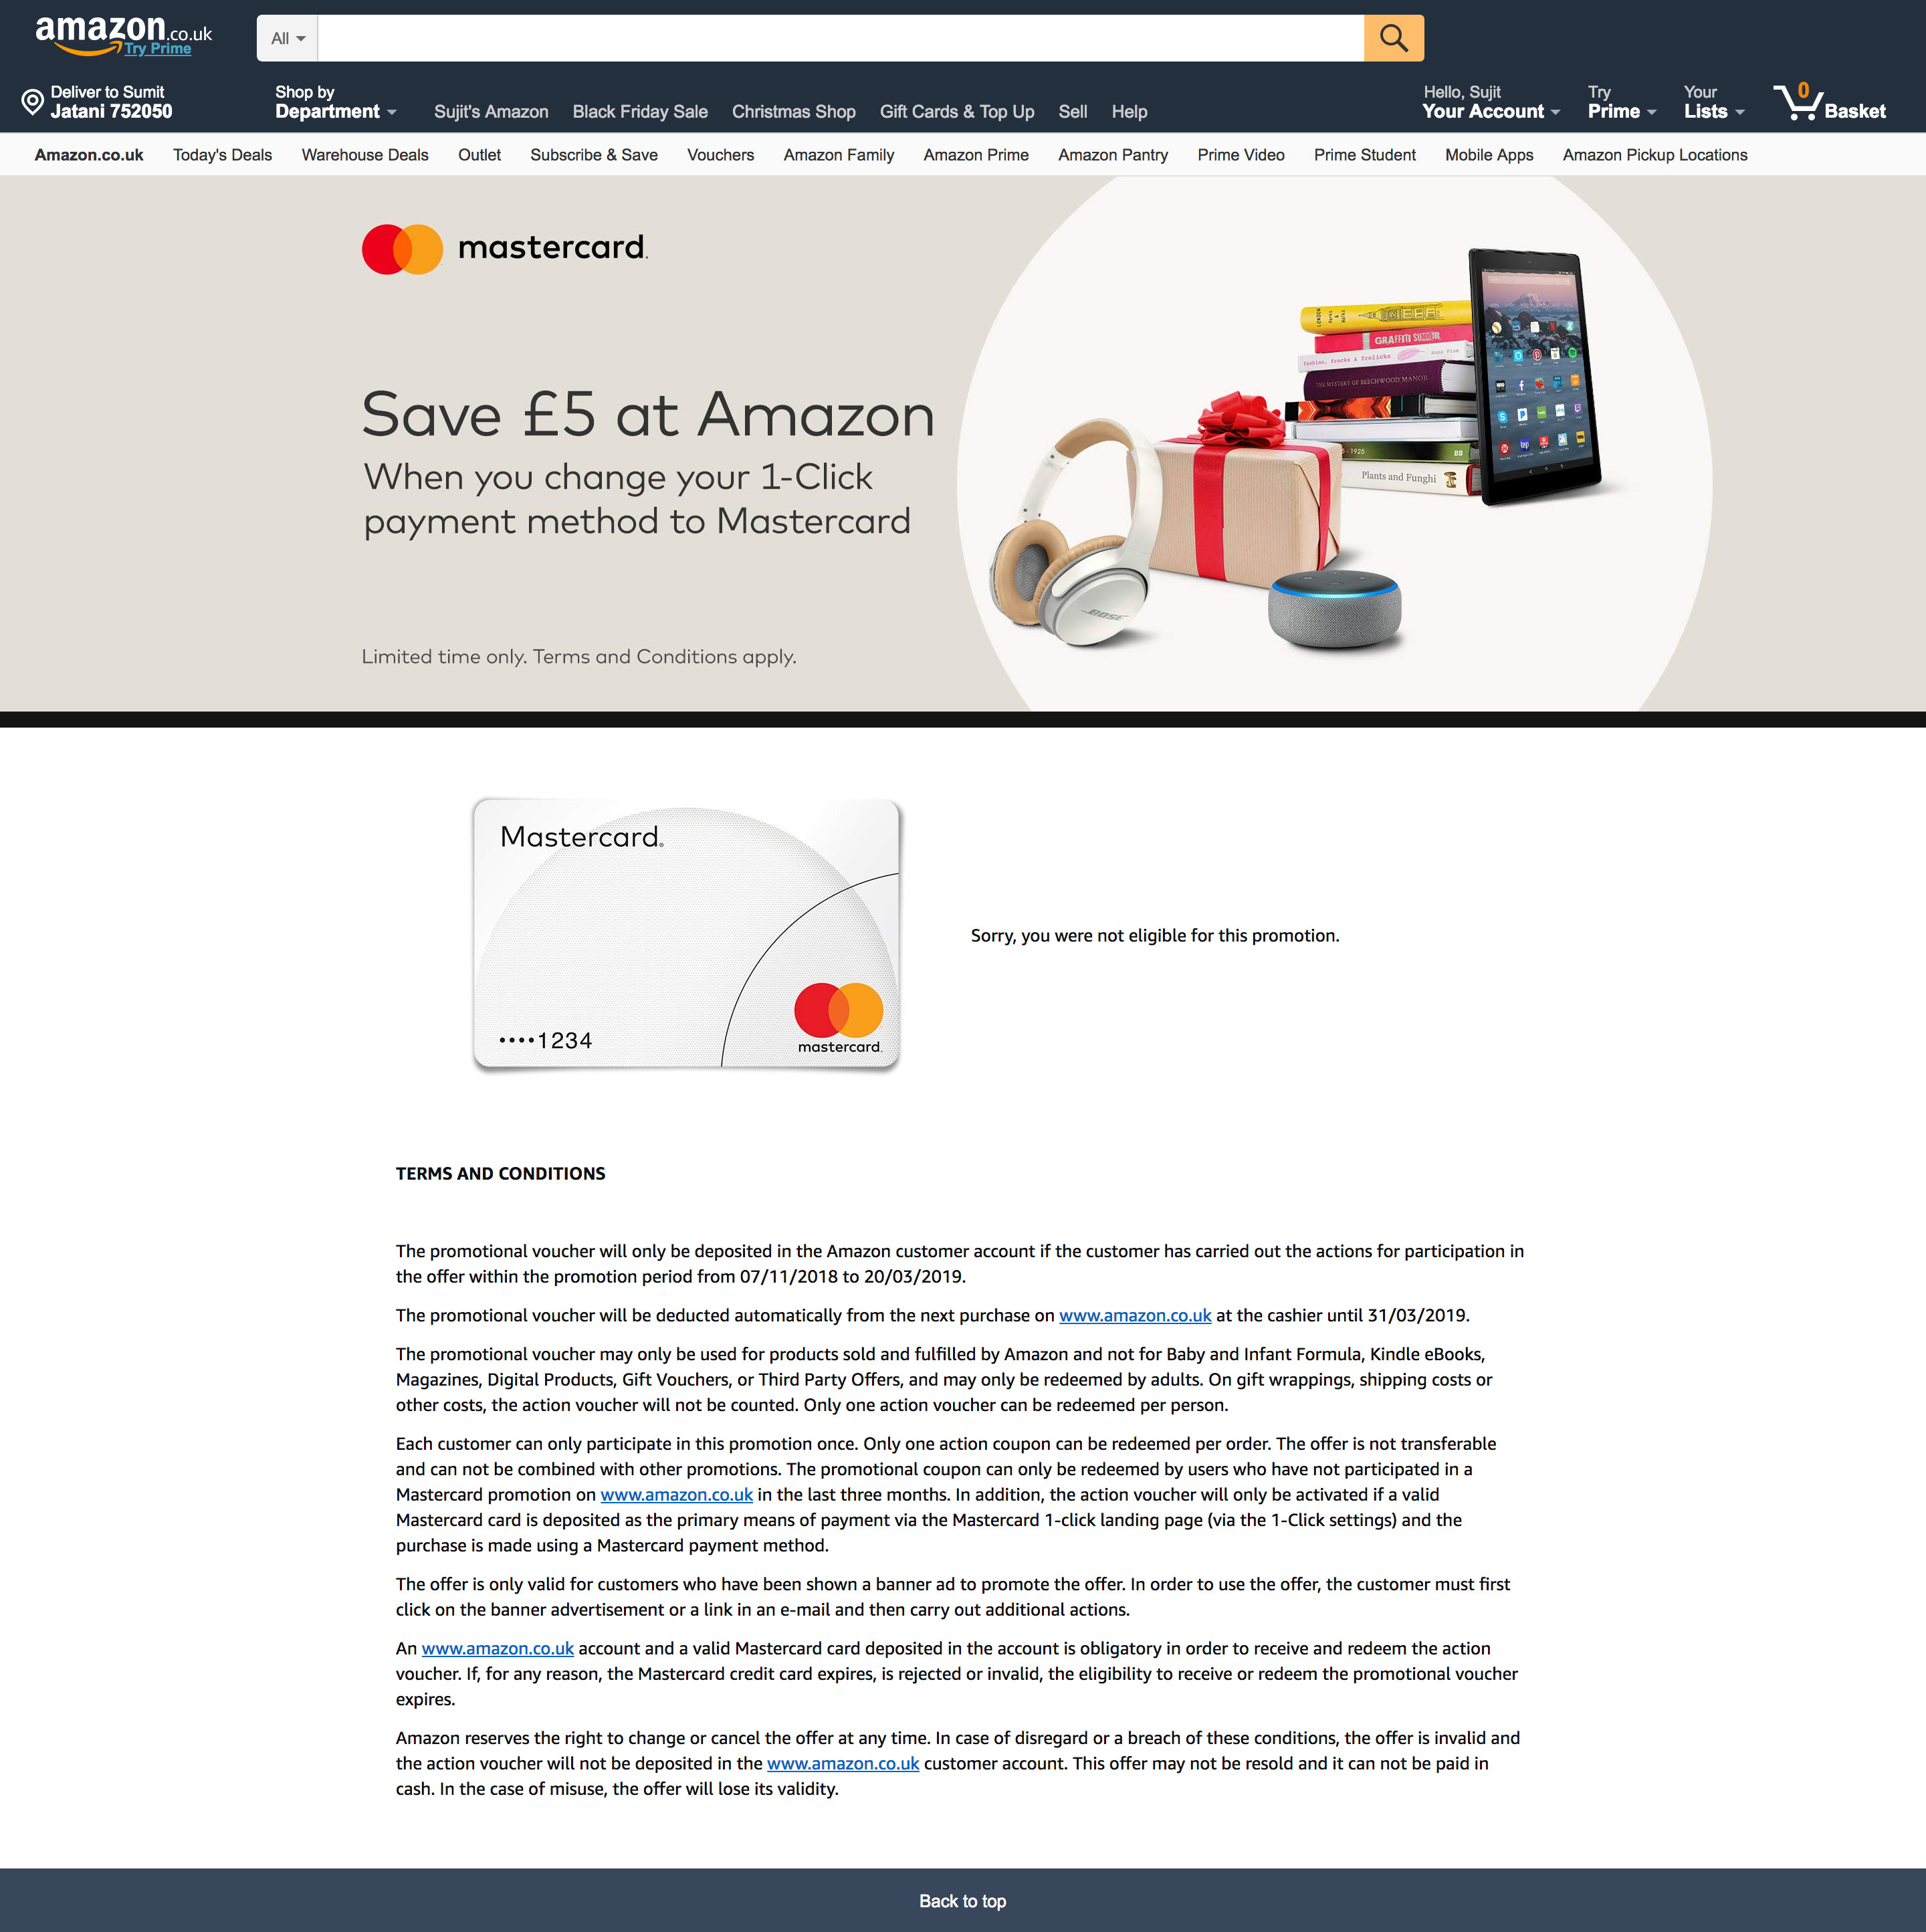 amazon.co.uk
Try Prime
All
Deliver to Sumit
Jatani 752050
Shop by
Department
Sujit's Amazon Black Friday Sale Christmas Shop Gift Cards & Top Up Sell Help
Hello, Sujit
Your Account
Try
Prime
Your
Lists
0
Basket
Amazon.co.uk Today's Deals Warehouse Deals Outlet Subscribe & Save Vouchers Amazon Family Amazon Prime Amazon Pantry Prime Video Prime Student Mobile Apps Amazon Pickup Locations
mastercard.
Save £5 at Amazon
When you change your 1-Click
payment method to Mastercard
Limited time only. Terms and Conditions apply.
LONDON
GRAFFITI
fashion, frocks & frolicks
THE MYSTERY OF BEECHWOOD MANOR
- 1925 BB
Plants and Funghi
BOSE
Mastercard.
••••1234
mastercard.
Sorry, you were not eligible for this promotion.
TERMS AND CONDITIONS
The promotional voucher will only be deposited in the Amazon customer account if the customer has carried out the actions for participation in
the offer within the promotion period from 07/11/2018 to 20/03/2019.
The promotional voucher will be deducted automatically from the next purchase on www.amazon.co.uk at the cashier until 31/03/2019.
The promotional voucher may only be used for products sold and fulfilled by Amazon and not for Baby and Infant Formula, Kindle eBooks,
Magazines, Digital Products, Gift Vouchers, or Third Party Offers, and may only be redeemed by adults. On gift wrappings, shipping costs or
other costs, the action voucher will not be counted. Only one action voucher can be redeemed per person.
Each customer can only participate in this promotion once. Only one action coupon can be redeemed per order. The offer is not transferable
and can not be combined with other promotions. The promotional coupon can only be redeemed by users who have not participated in a
Mastercard promotion on www.amazon.co.uk in the last three months. In addition, the action voucher will only be activated if a valid
Mastercard card is deposited as the primary means of payment via the Mastercard 1-click landing page (via the 1-Click settings) and the
purchase is made using a Mastercard payment method.
The offer is only valid for customers who have been shown a banner ad to promote the offer. In order to use the offer, the customer must first
click on the banner advertisement or a link in an e-mail and then carry out additional actions.
An www.amazon.co.uk account and a valid Mastercard card deposited in the account is obligatory in order to receive and redeem the action
voucher. If, for any reason, the Mastercard credit card expires, is rejected or invalid, the eligibility to receive or redeem the promotional voucher
expires.
Amazon reserves the right to change or cancel the offer at any time. In case of disregard or a breach of these conditions, the offer is invalid and
the action voucher will not be deposited in the www.amazon.co.uk customer account. This offer may not be resold and it can not be paid in
cash. In the case of misuse, the offer will lose its validity.
Back to top